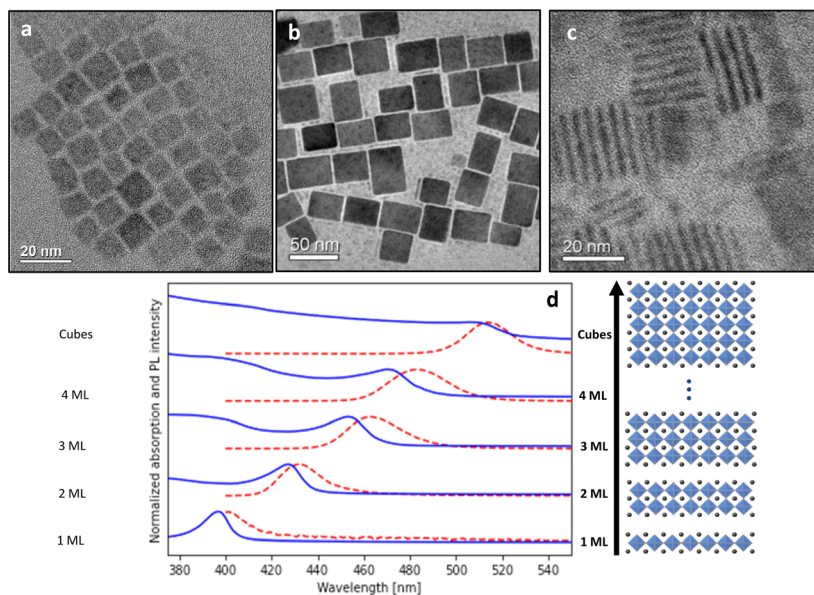 a
b
c
20 nm
50 nm
20 nm
d
Normalized absorption and PL intensity
Cubes
4 ML
3 ML
2 ML
1 ML
Cubes
4 ML
3 ML
2 ML
1 ML
380 400 420 440 460 480 500 520 540
Wavelength [nm]